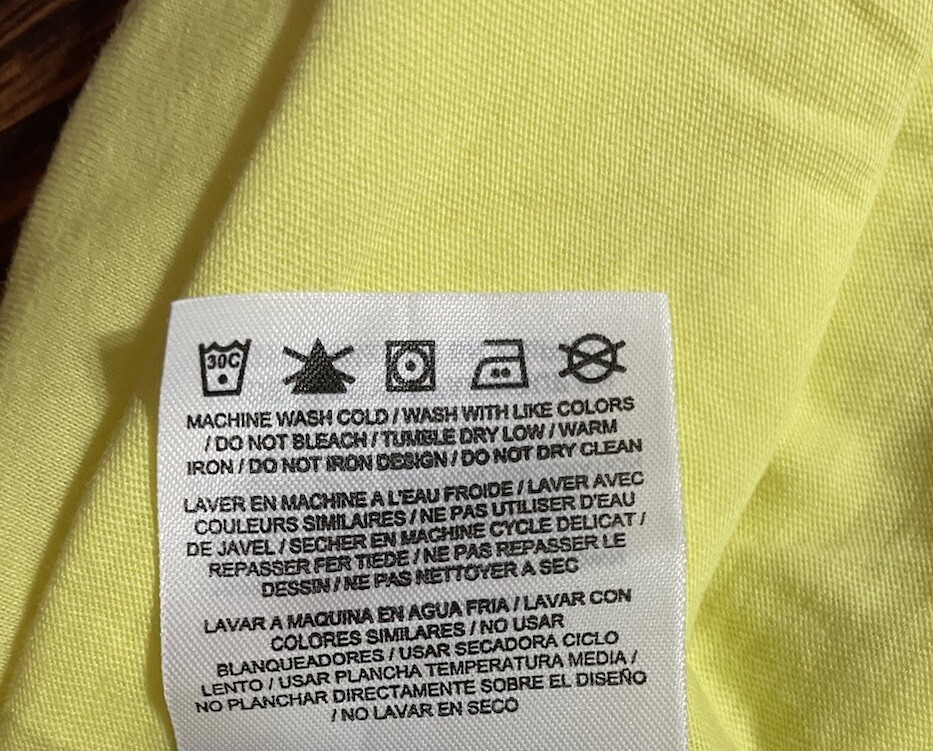 30C
MACHINE WASH COLD / WASH WITH LIKE COLORS
/ DO NOT BLEACH / TUMBLE DRY LOW / WARM
IRON / DO NOT IRON DESIGN / DO NOT DRY CLEAN
LAVER EN MACHINE A L'EAU FROIDE / LAVER AVEC
COULEURS SIMILAIRES / NE PAS UTILISER D'EAU
DE JAVEL / SECHER EN MACHINE CYCLE DELICAT /
REPASSER FER TIEDE / NE PAS REPASSER LE
DESSIN / NE PAS NETTOYER A SEC
LAVAR A MAQUINA EN AGUA FRIA / LAVAR CON
COLORES SIMILARES / NO USAR
BLANQUEADORES / USAR SECADORA CICLO
LENTO / USAR PLANCHA TEMPERATURA MEDIA /
NO PLANCHAR DIRECTAMENTE SOBRE EL DISEÑO
/ NO LAVAR EN SECO